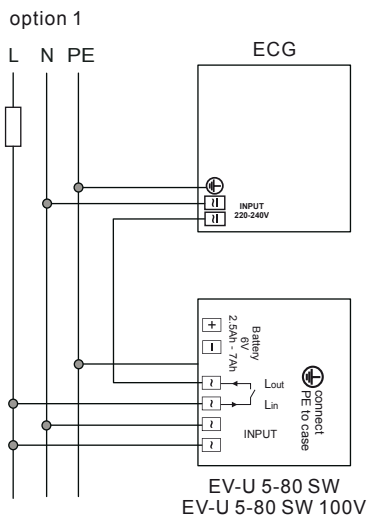 option 1
L N PE
ECG
INPUT
220-240V
+
−
Battery
6V
2.5Ah - 7Ah
~ Lout
~ Lin
~
INPUT
~
connect
PE to case
EV-U 5-80 SW
EV-U 5-80 SW 100V